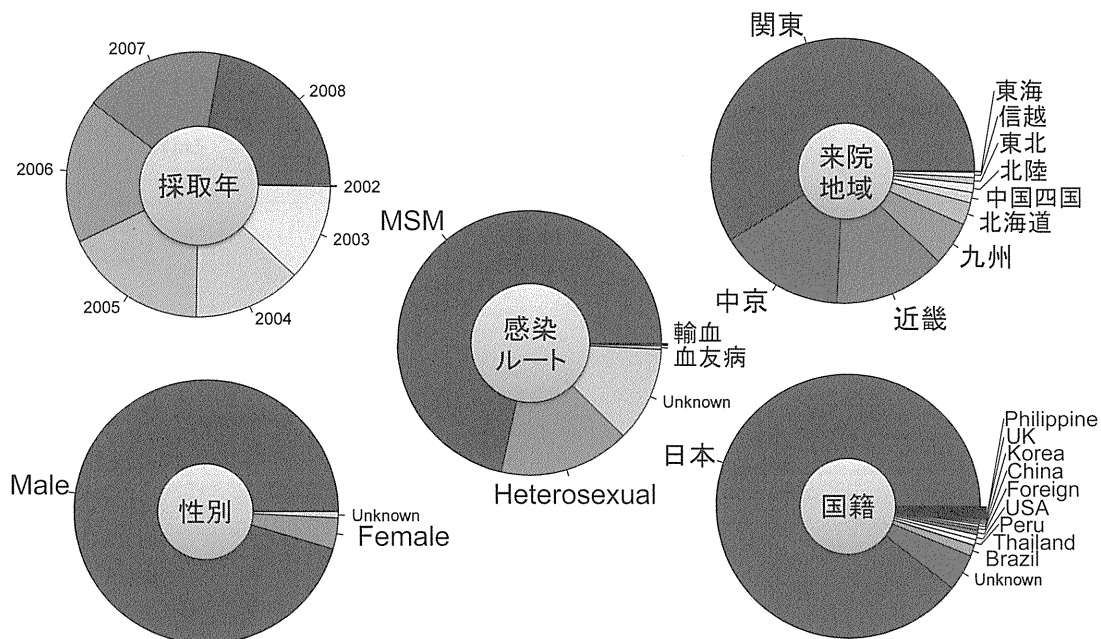 2007
2008
2006
採取年
2002
2003
2005
2004
関東
東海
信越
東北
北陸
中国四国
北海道
九州
近畿
中京
来院
地域
MSM
感染
ルート
輸血
血友病
Unknown
Heterosexual
Male
性別
Unknown
Female
日本
国籍
Philippine
UK
Korea
China
Foreign
USA
Peru
Thailand
Brazil
Unknown